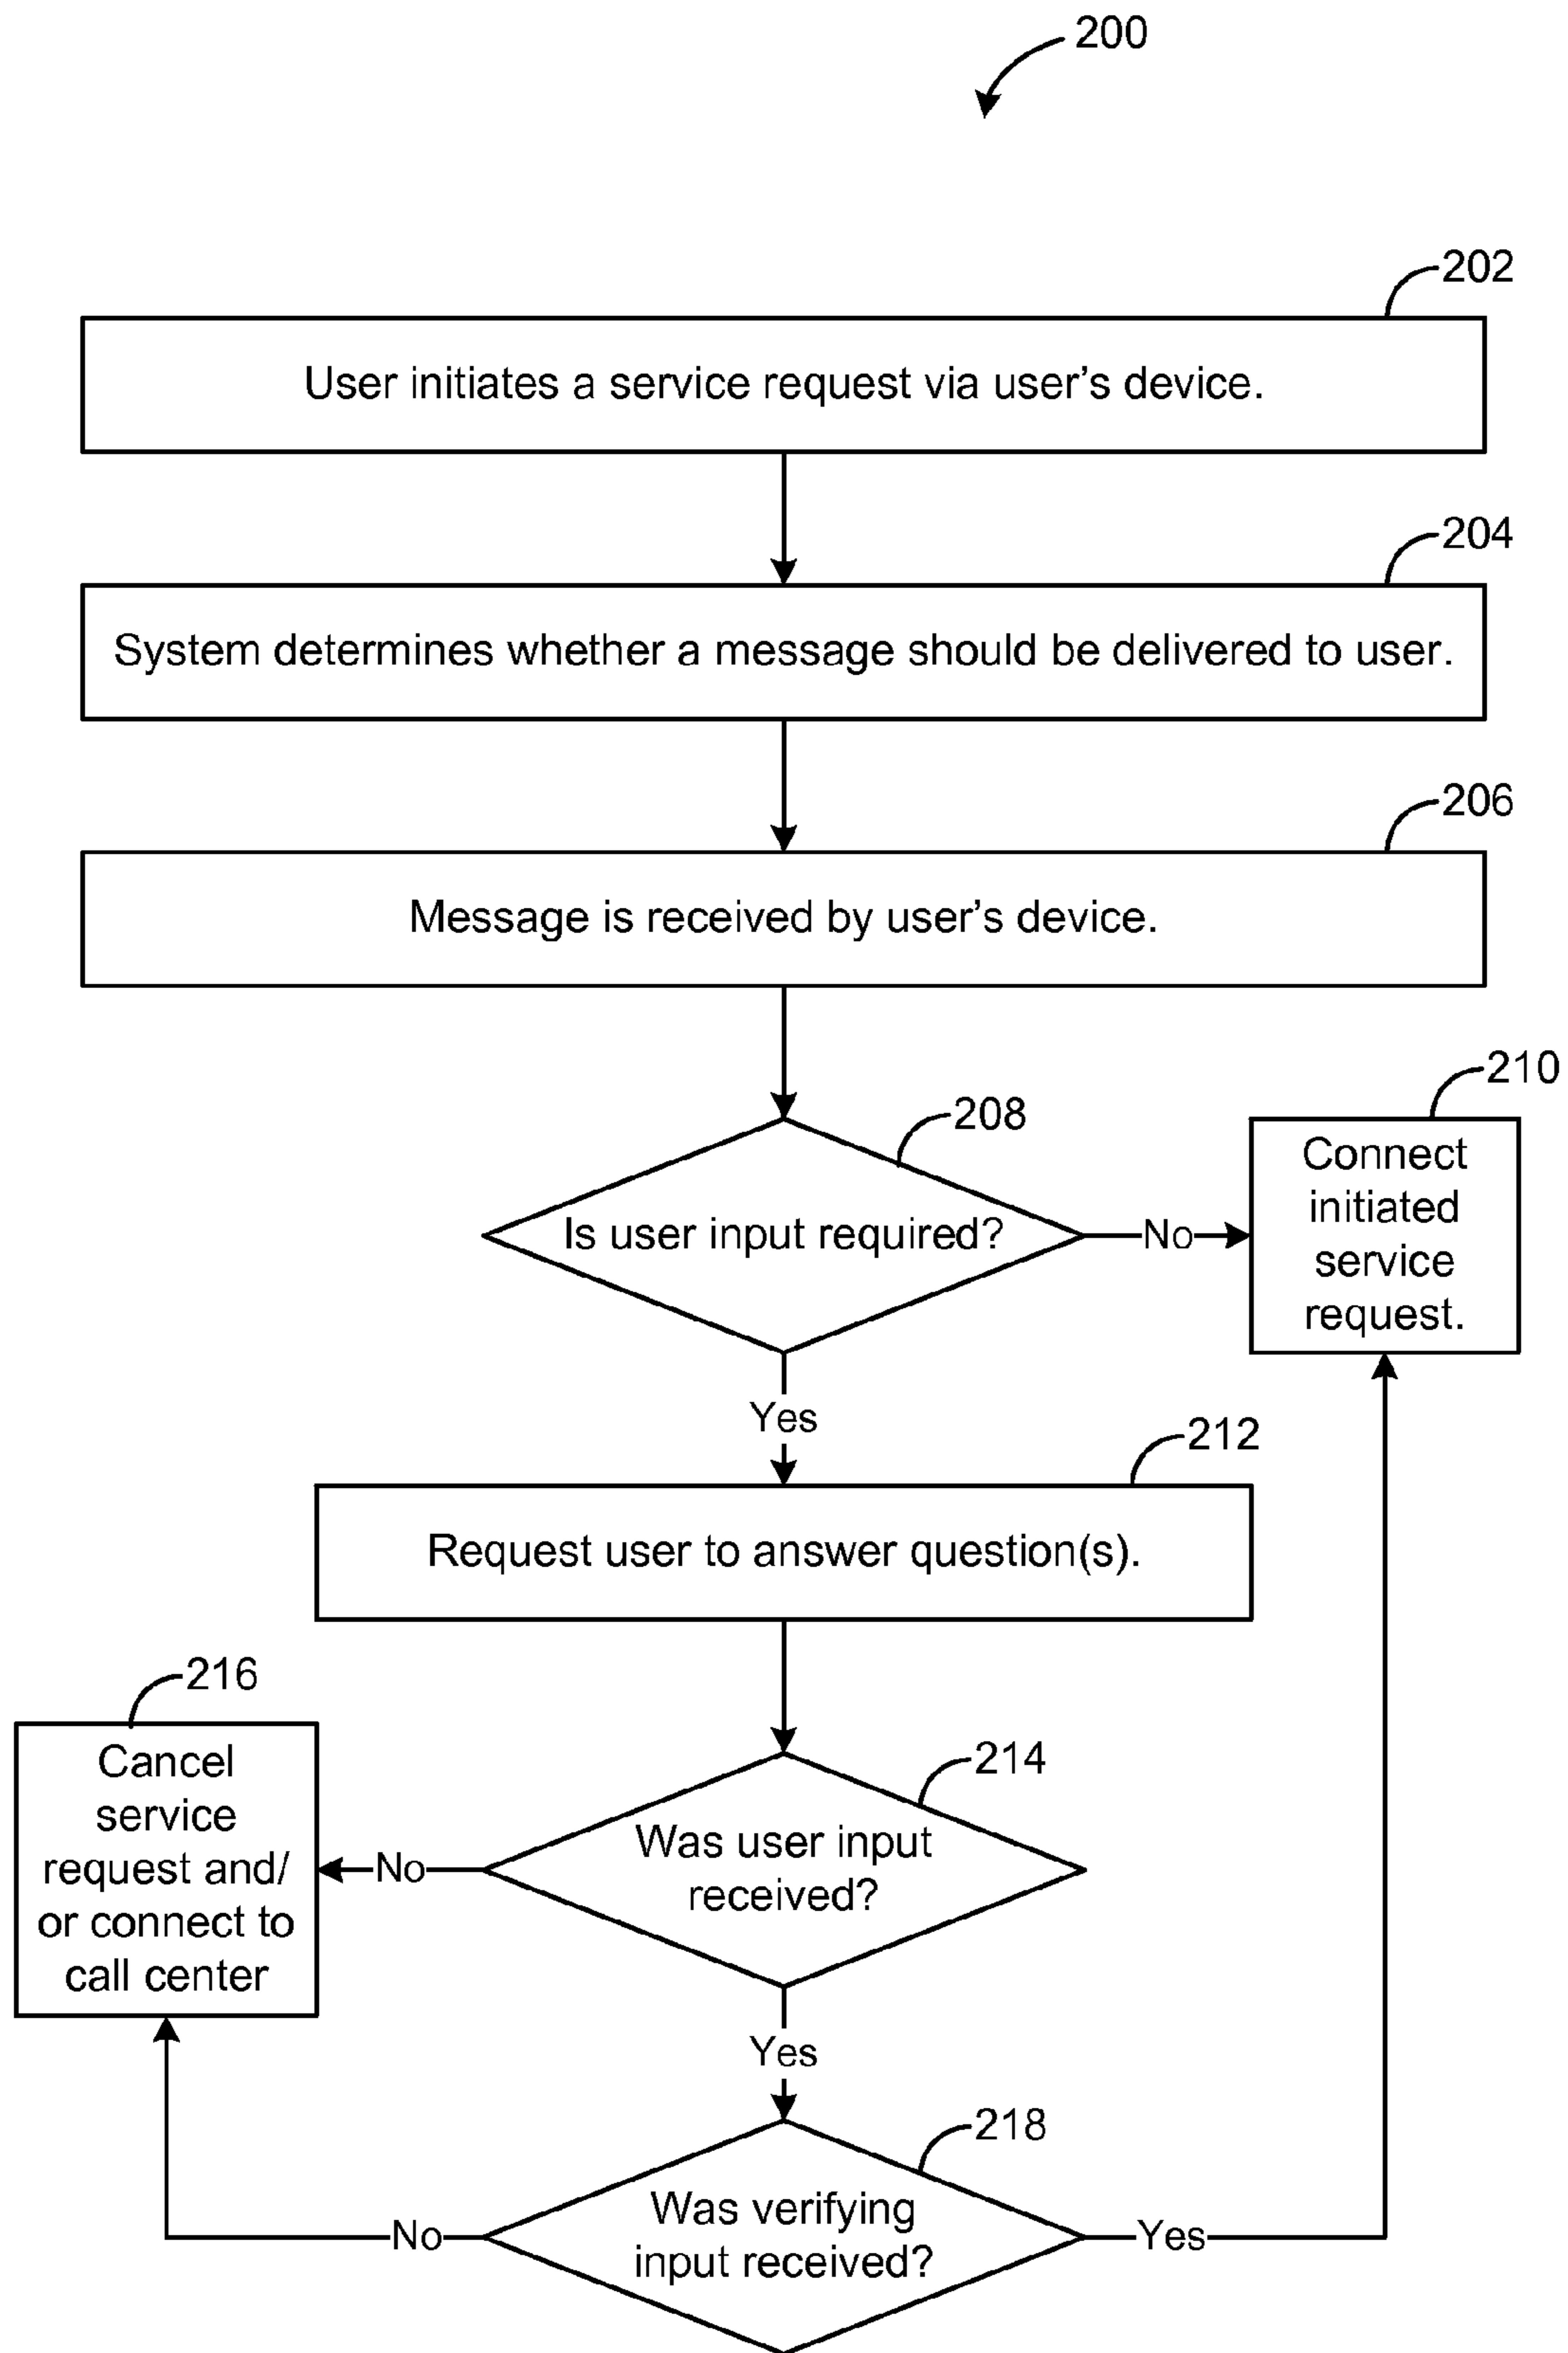 200
202
User initiates a service request via user's device.
204
System determines whether a message should be delivered to user.
206
Message is received by user's device.
208
Is user input required?
No
210
Connect
initiated
service
request.
Yes
212
Request user to answer question(s).
214
Was user input
received?
No
216
Cancel
service
request and/
or connect to
call center
Yes
218
Was verifying
input received?
No
Yes